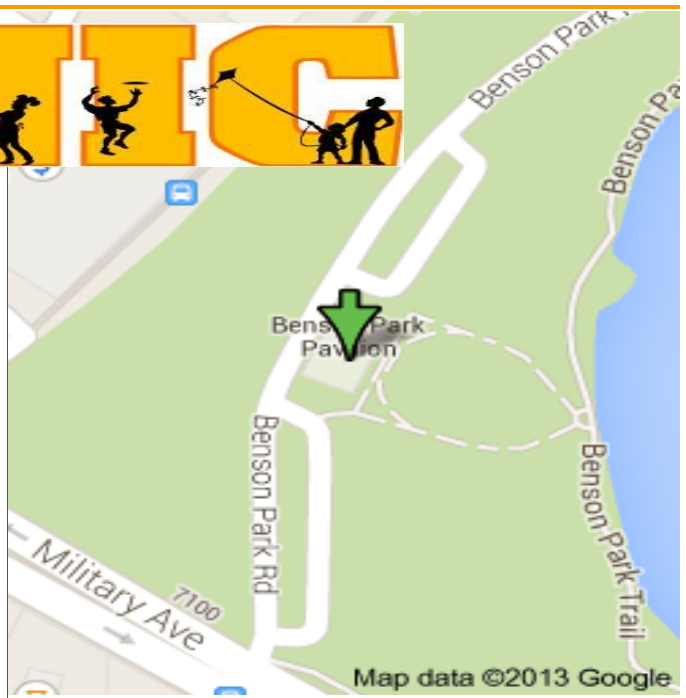 NIC
Benson Park
Benson Pa
Benson Park
Pavilion
Benson Park Rd
Benson Park Trail
Military Ave
7100
Map data ©2013 Google